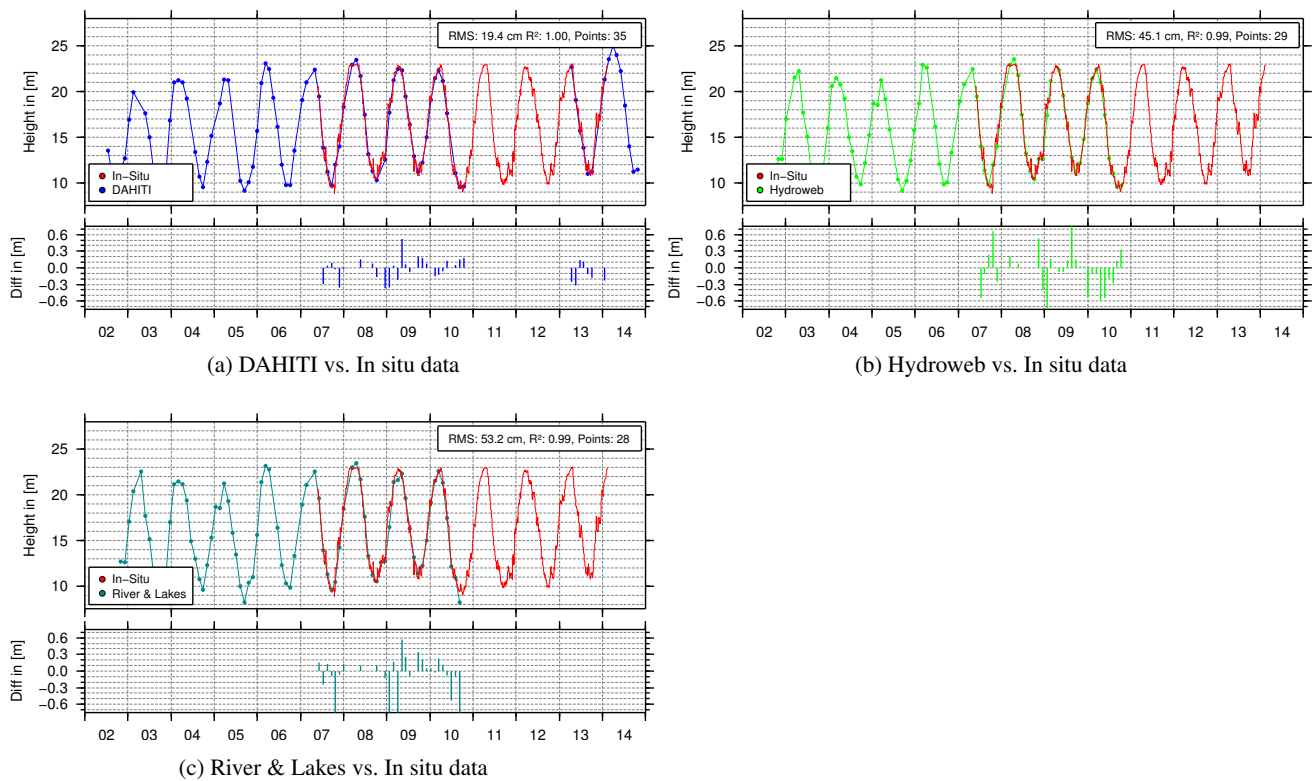 RMS: 19.4 cm R²: 1.00, Points: 35
25
20
15
10
Height in [m]
In−Situ
DAHITI
0.6
0.3
0.0
−0.3
−0.6
Diff in [m]
02 03 04 05 06 07 08 09 10 11 12 13 14
(a) DAHITI vs. In situ data
RMS: 45.1 cm, R²: 0.99, Points: 29
25
20
15
10
Height in [m]
In−Situ
Hydroweb
0.6
0.3
0.0
−0.3
−0.6
Diff in [m]
02 03 04 05 06 07 08 09 10 11 12 13 14
(b) Hydroweb vs. In situ data
RMS: 53.2 cm, R²: 0.99, Points: 28
25
20
15
10
Height in [m]
In−Situ
River & Lakes
0.6
0.3
0.0
−0.3
−0.6
Diff in [m]
02 03 04 05 06 07 08 09 10 11 12 13 14
(c) River & Lakes vs. In situ data